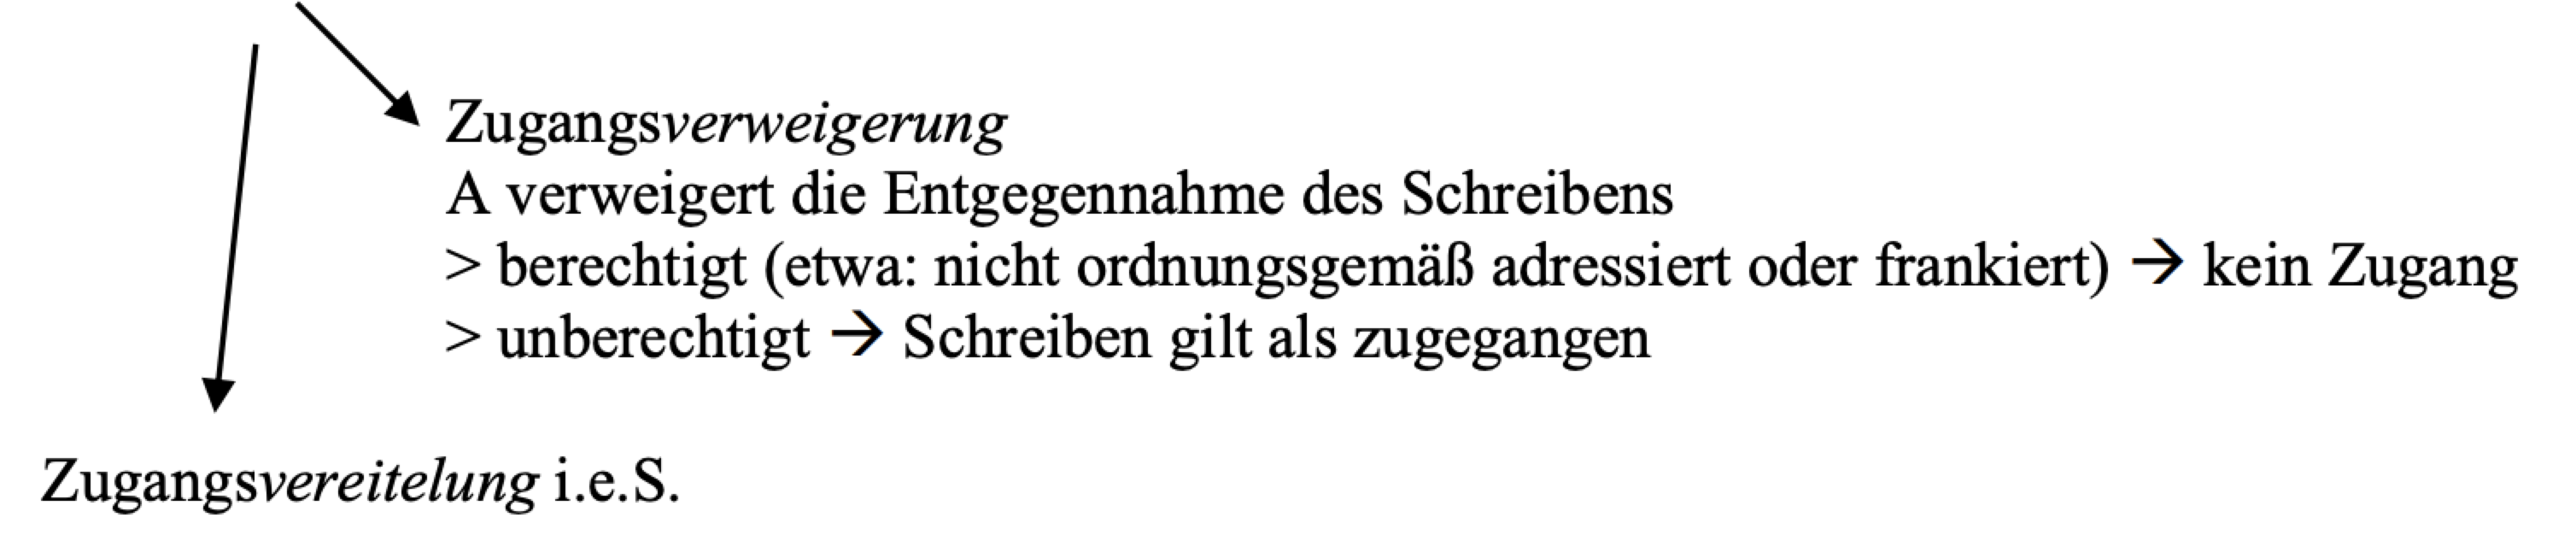 Zugangsverweigerung
A verweigert die Entgegennahme des Schreibens
> berechtigt (etwa: nicht ordnungsgemäß adressiert oder frankiert) → kein Zugang
> unberechtigt → Schreiben gilt als zugegangen
Zugangsvereitelung i.e.S.